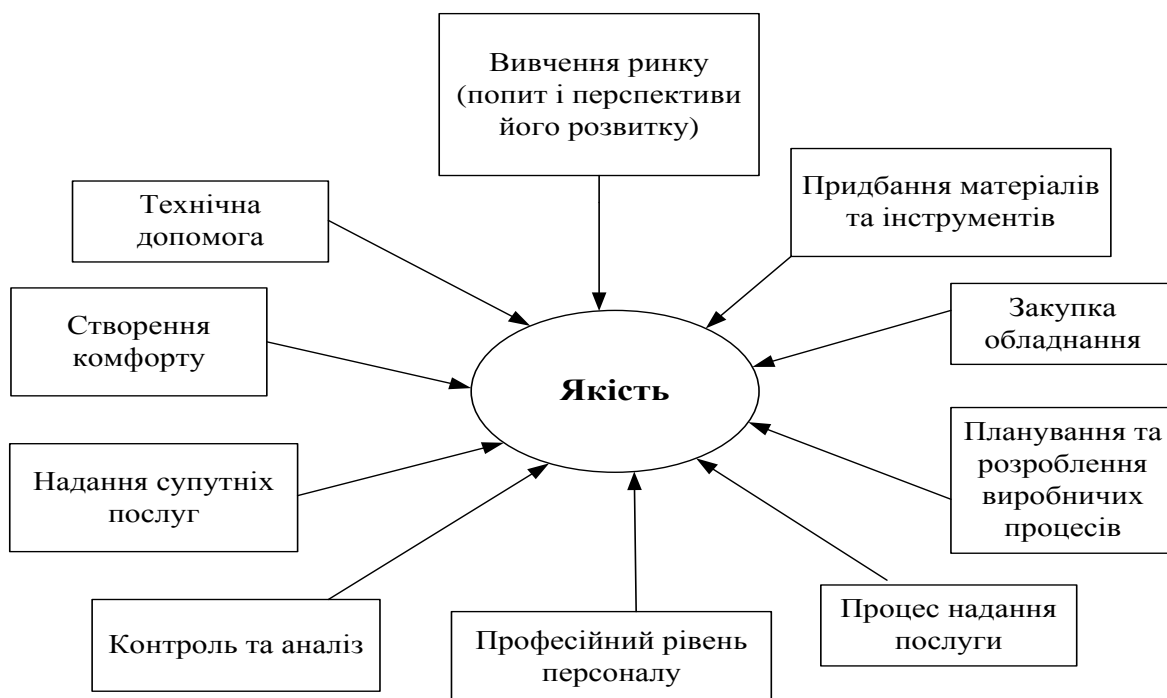 Вивчення ринку
(попит і перспективи
його розвитку)
Придбання матеріалів
та інструментів
Технічна
допомога
Створення
комфорту
Закупка
обладнання
Якість
Надання супутніх
послуг
Планування та
розроблення
виробничих
процесів
Процес надання
послуги
Контроль та аналіз
Професійний рівень
персоналу